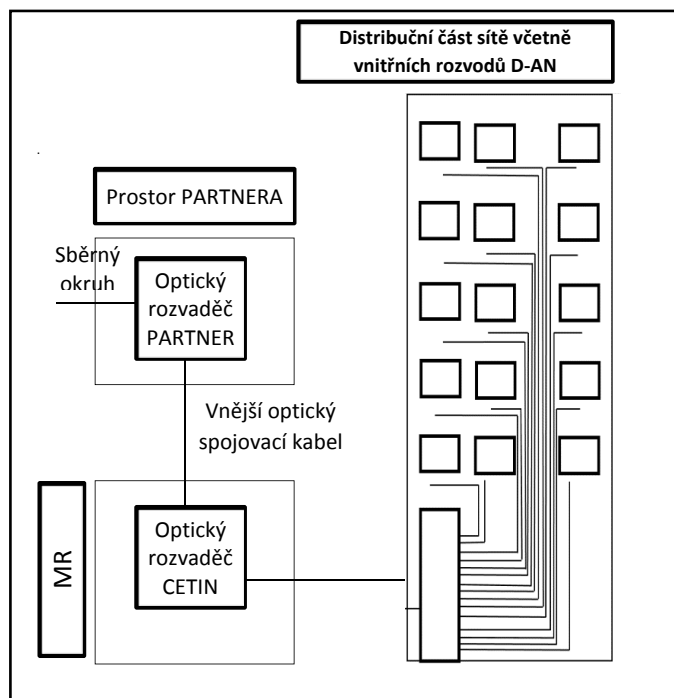 Distribuční část sítě včetně
vnitřních rozvodů D-AN
Prostor PARTNERA
Sběrný
okruh
Optický
rozvaděč
PARTNER
Vnější optický
spojovací kabel
MR
Optický
rozvaděč
CETIN